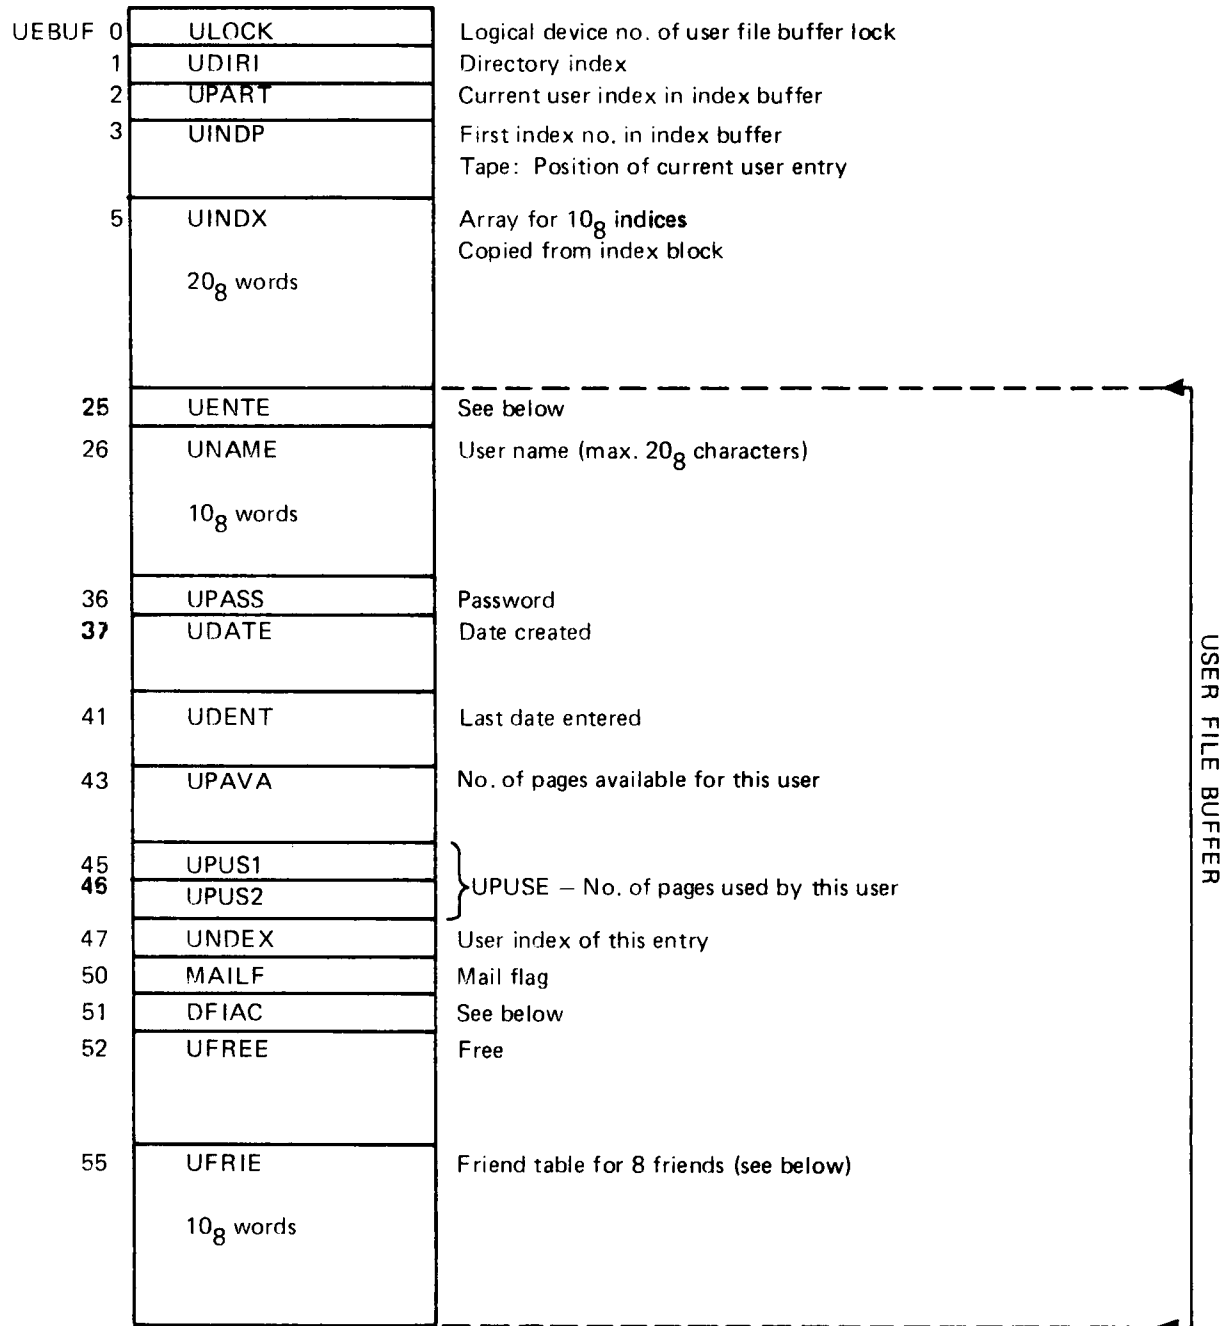 UEBUF 0 ULOCK Logical device no. of user file buffer lock
1 UDIRI Directory index
2 UPART Current user index in index buffer
3 UINDP First index no. in index buffer
Tape: Position of current user entry
5 UINDX Array for 10₈ indices
Copied from index block
20₈ words
25 UENTE See below
26 UNAME User name (max. 20₈ characters)
10₈ words
36 UPASS Password
37 UDATE Date created
41 UDENT Last date entered
43 UPAVA No. of pages available for this user
45 UPUS1
UPUSE – No. of pages used by this user
46 UPUS2
47 UNDEX User index of this entry
50 MAILF Mail flag
51 DFIAC See below
52 UFREE Free
55 UFRIE Friend table for 8 friends (see below)
10₈ words
USER FILE BUFFER